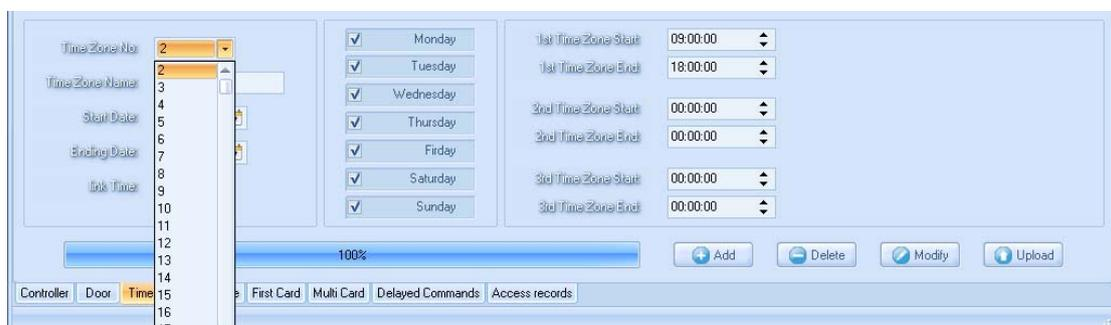 Time Zone No:
2
2
3
4
5
6
7
8
9
10
11
12
13
14
15
16
Time Zone Name:
Start Date:
Ending Date:
Link Time:
Monday
Tuesday
Wednesday
Thursday
Firday
Saturday
Sunday
1st Time Zone Start: 09:00:00
1st Time Zone End: 18:00:00
2nd Time Zone Start: 00:00:00
2nd Time Zone End: 00:00:00
3rd Time Zone Start: 00:00:00
3rd Time Zone End: 00:00:00
100%
Add Delete Modify Upload
Controller Door Time First Card Multi Card Delayed Commands Access records